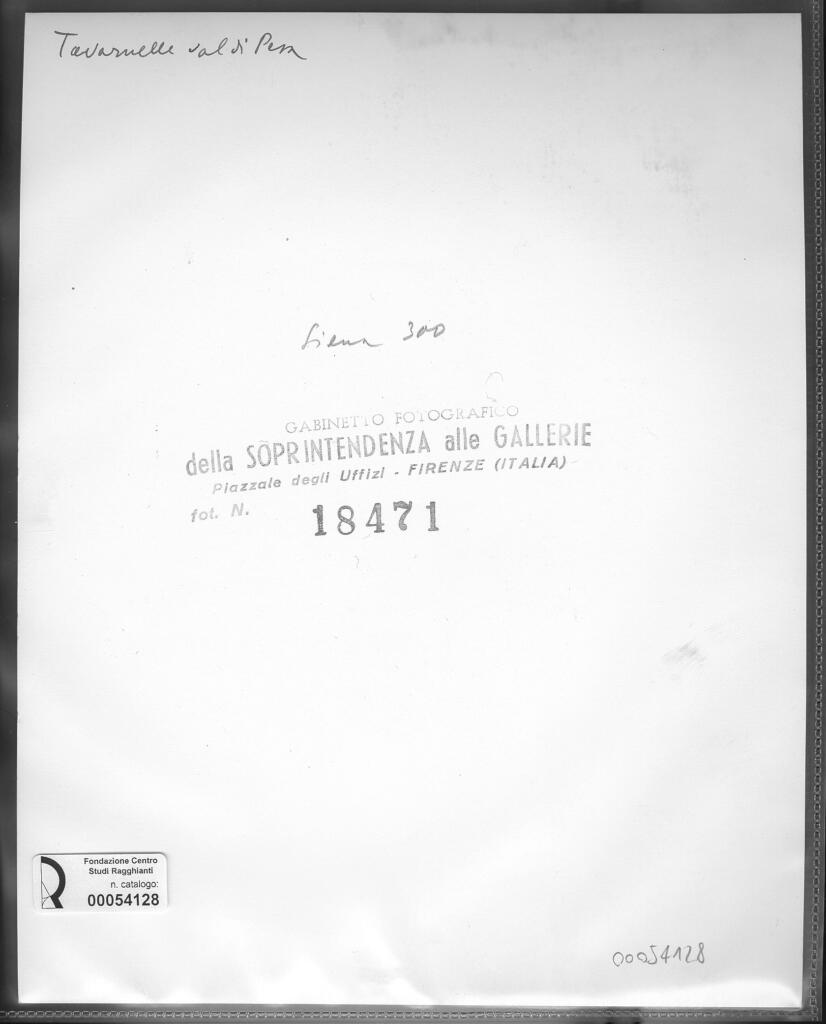 Tavarnelle val di Pesa
Siena 300
GABINETTO FOTOGRAFICO
della SOPRINTENDENZA alle GALLERIE
Piazzale degli Uffizi - FIRENZE (ITALIA)
fot. N. 18471
Fondazione Centro
Studi Ragghianti
n. catalogo:
00054128
00054128